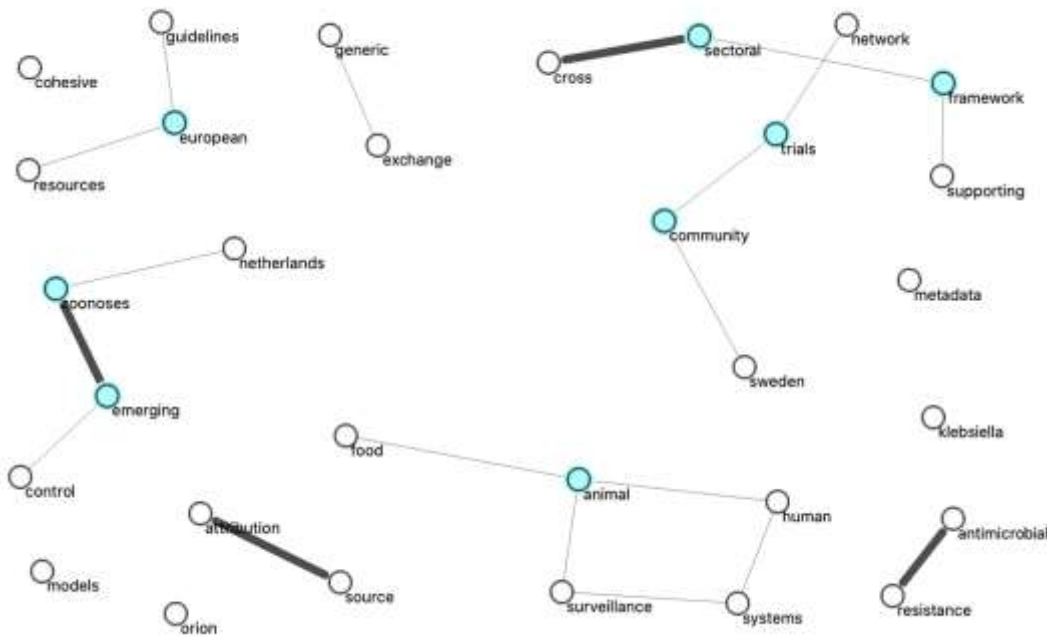 guidelines
generic
network
sectoral
cross
cohesive
framework
european
trials
exchange
resources
supporting
community
netherlands
metadata
zoonoses
sweden
emerging
klebsiella
food
control
animal
human
attribution
antimicrobial
models
source
surveillance
systems
resistance
orion